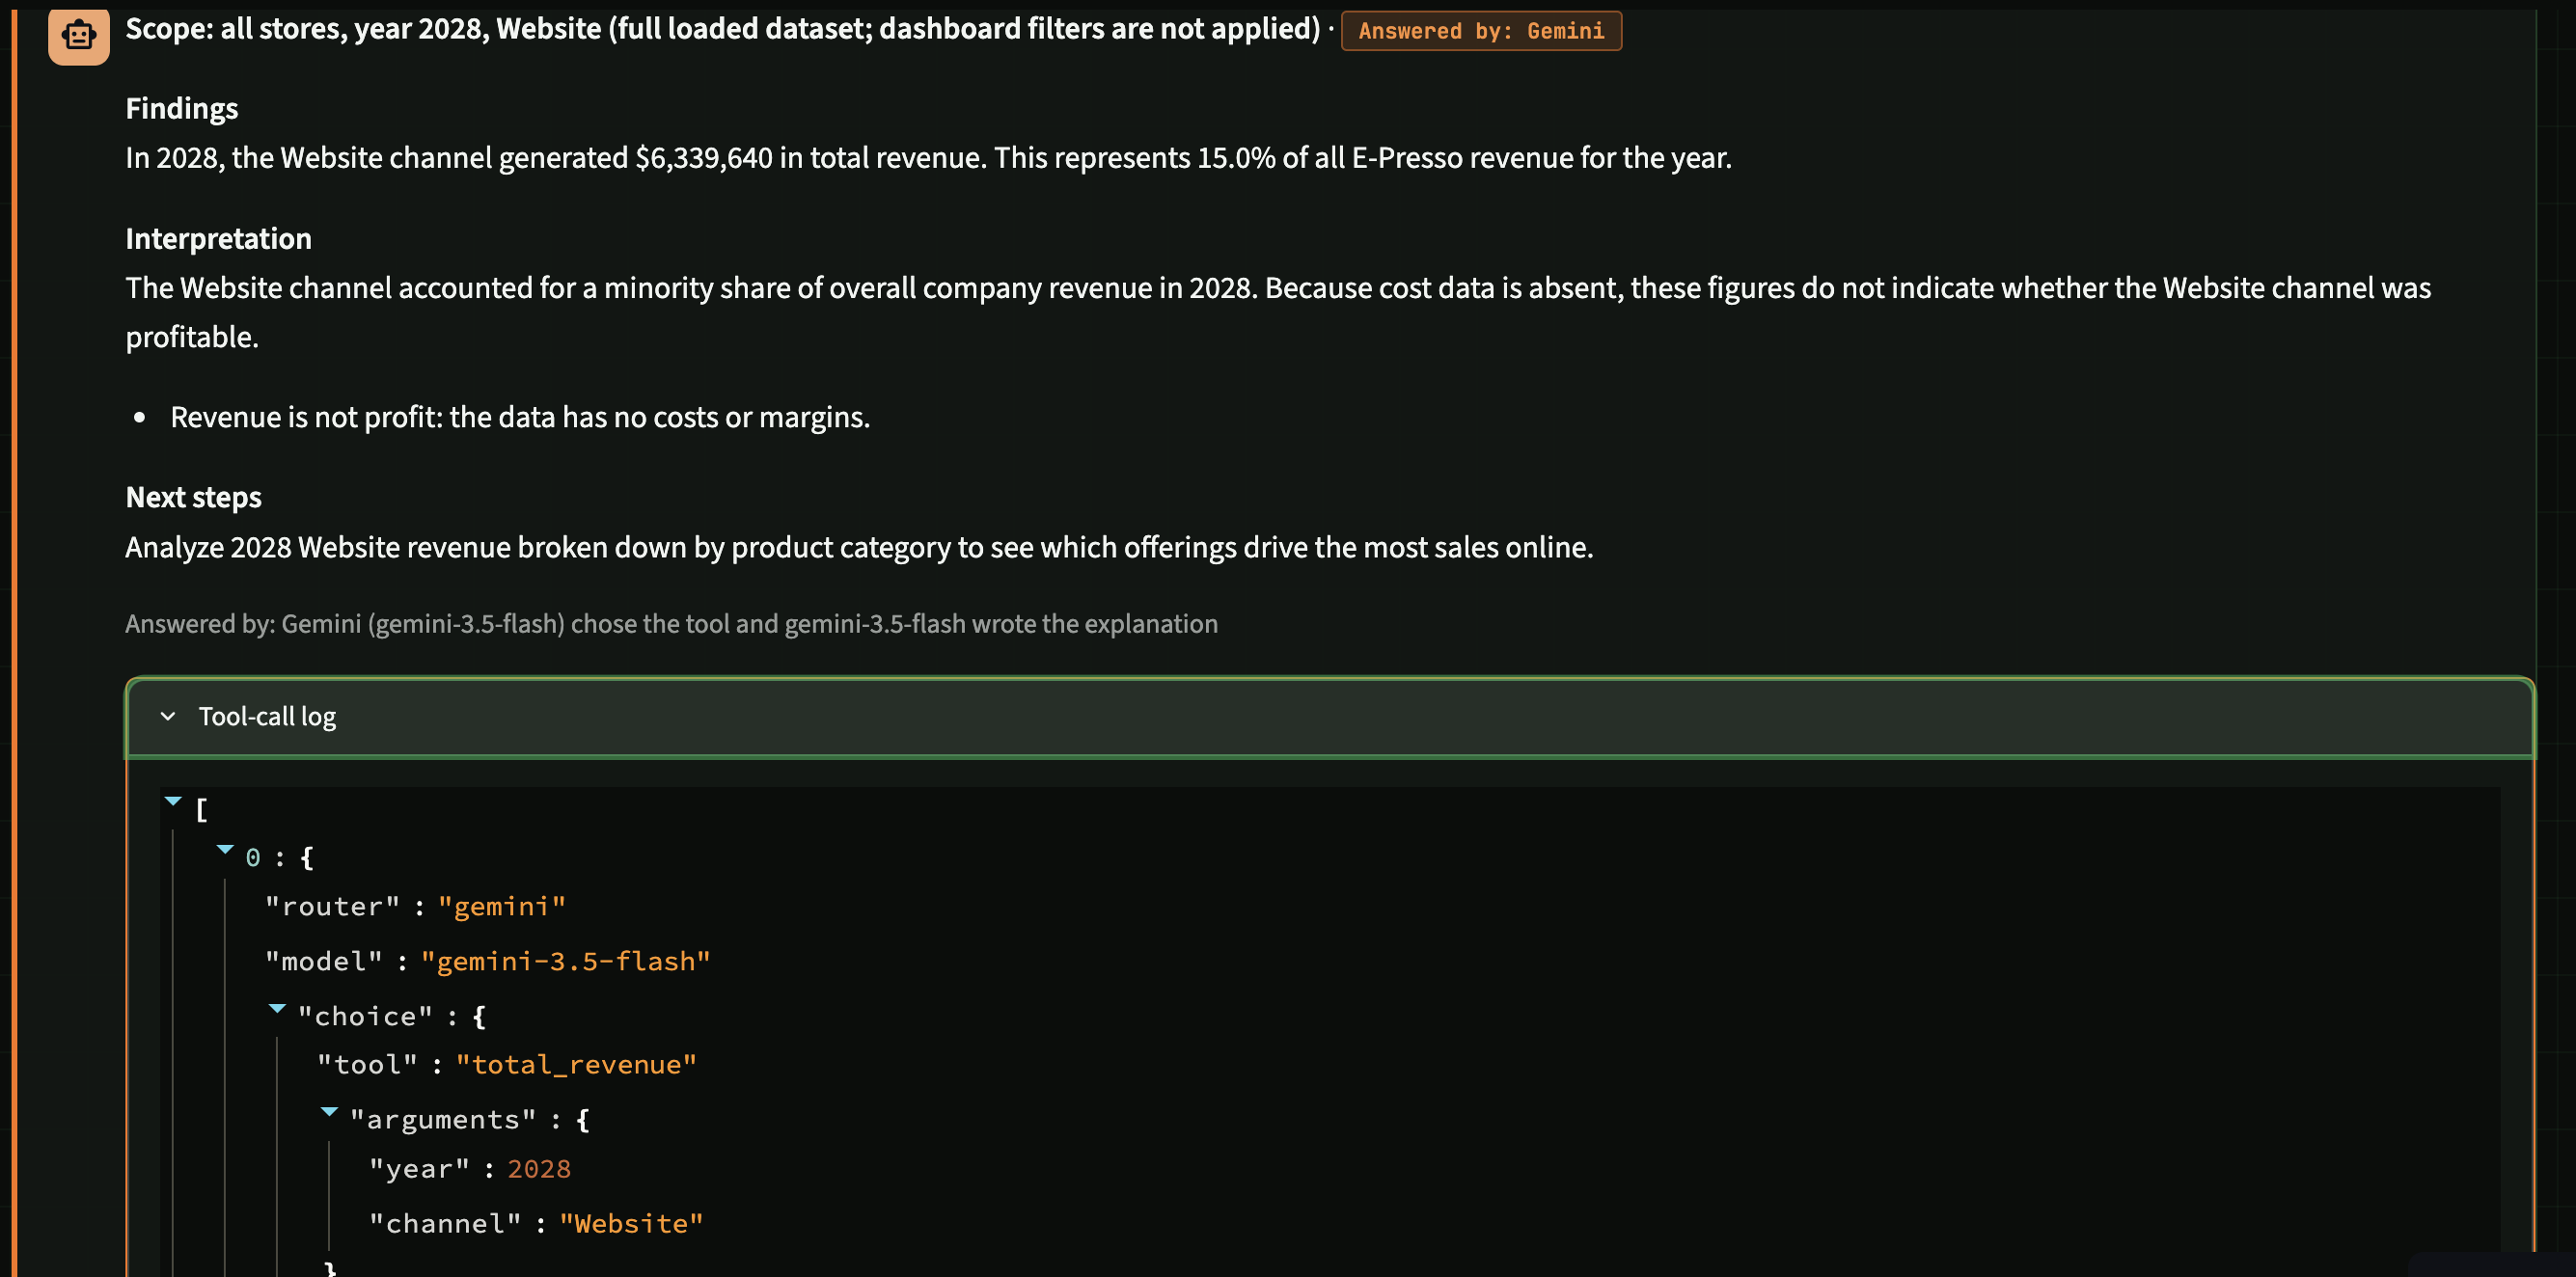 Scope: all stores, year 2028, Website (full loaded dataset; dashboard filters are not applied) · Answered by: Gemini
Findings
In 2028, the Website channel generated $6,339,640 in total revenue. This represents 15.0% of all E-Presso revenue for the year.
Interpretation
The Website channel accounted for a minority share of overall company revenue in 2028. Because cost data is absent, these figures do not indicate whether the Website channel was
profitable.
• Revenue is not profit: the data has no costs or margins.
Next steps
Analyze 2028 Website revenue broken down by product category to see which offerings drive the most sales online.
Answered by: Gemini (gemini-3.5-flash) chose the tool and gemini-3.5-flash wrote the explanation
Tool-call log
[
0 : {
"router" : "gemini"
"model" : "gemini-3.5-flash"
"choice" : {
"tool" : "total_revenue"
"arguments" : {
"year" : 2028
"channel" : "Website"
}